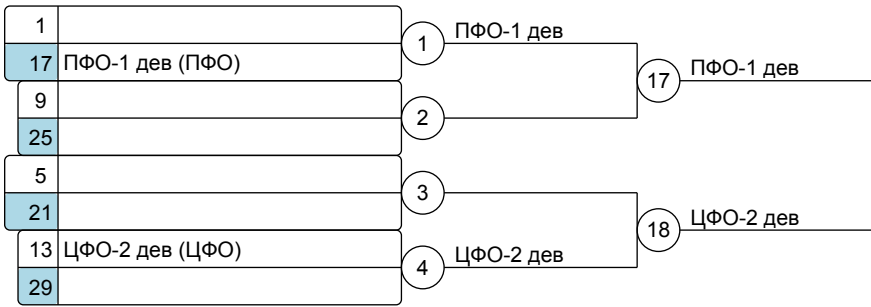 1
17 ПФО-1 дев (ПФО)
1 ПФО-1 дев
9
25
2
17 ПФО-1 дев
5
21
3
13 ЦФО-2 дев (ЦФО)
29
4 ЦФО-2 дев
18 ЦФО-2 дев